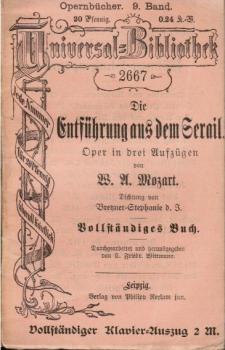 Opernbücher. 9. Band.
20 Pfennig. 0.24 K.-W.
Universal-Bibliothek
2667
Die
Entführung aus dem Serail.
Oper in drei Aufzügen
von
W. A. Mozart.
Dichtung von
Bretzner-Stephanie d. J.
Vollständiges Buch.
Durchgearbeitet und herausgegeben
von C. Friedr. Wittmann.
Leipzig.
Verlag von Philipp Reclam jun.
Vollständiger Klavier-Auszug 2 M.